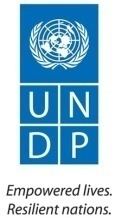 U N
D P
Empowered lives.
Resilient nations.